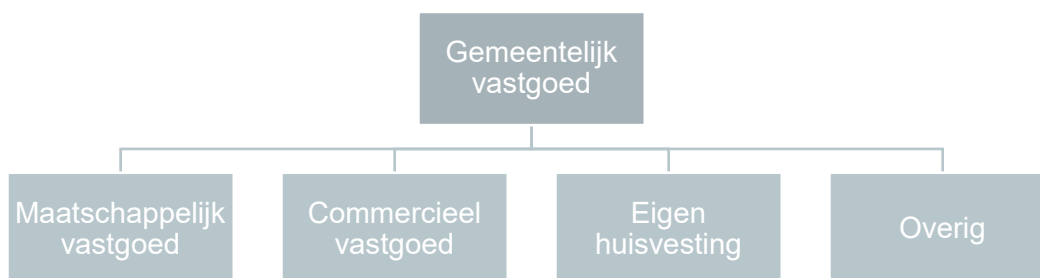 Gemeentelijk
vastgoed
Maatschappelijk
vastgoed
Commercieel
vastgoed
Eigen
huisvesting
Overig